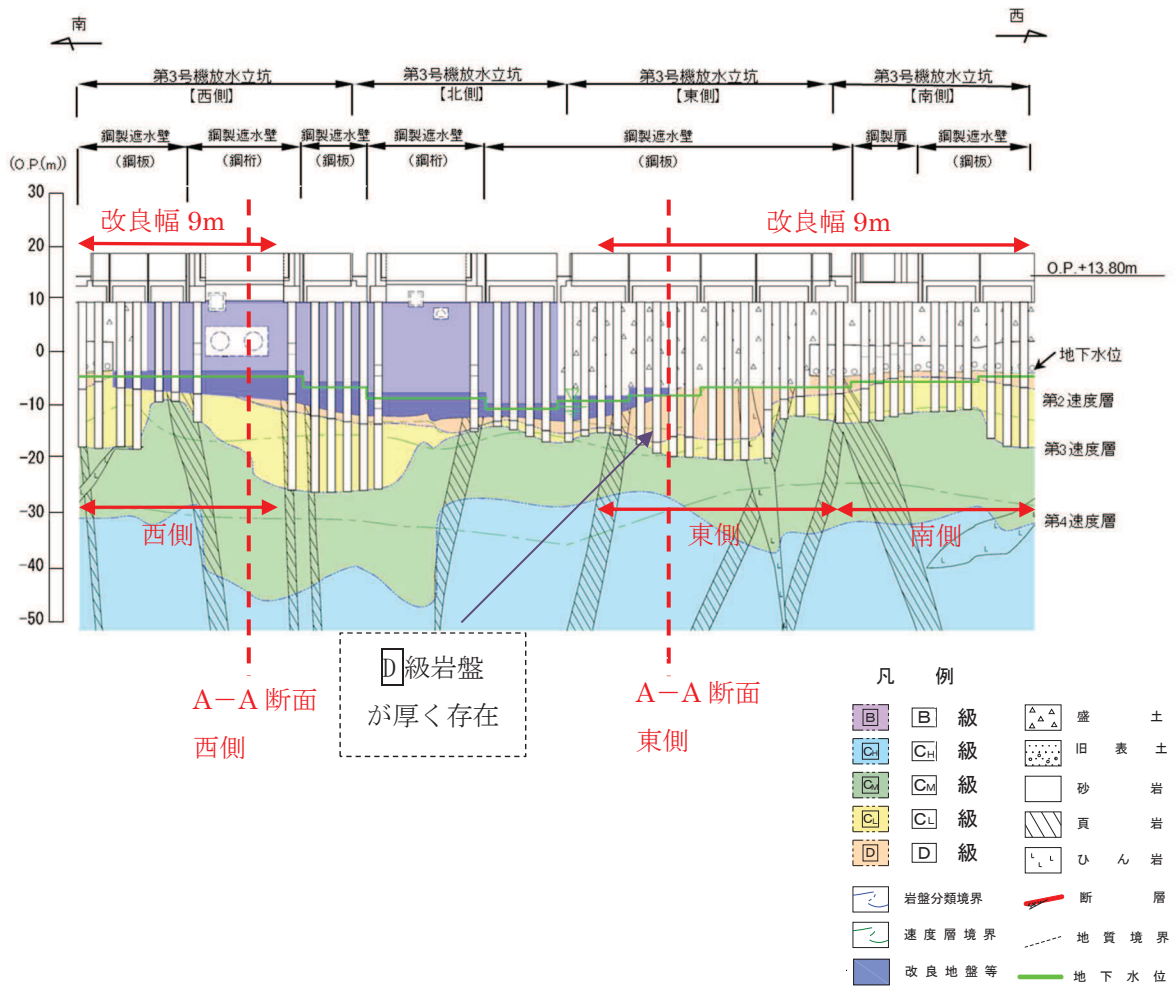 南
西
第3号機放水立坑
【西側】
第3号機放水立坑
【北側】
第3号機放水立坑
【東側】
第3号機放水立坑
【南側】
鋼製遮水壁
(鋼板)
鋼製遮水壁
(鋼桁)
鋼製遮水壁
(鋼板)
鋼製遮水壁
(鋼桁)
鋼製遮水壁
(鋼板)
鋼製扉
鋼製遮水壁
(鋼板)
(O.P.(m))
30
20
10
0
-10
-20
-30
-40
-50
改良幅 9m
改良幅 9m
O.P.+13.80m
地下水位
第2速度層
第3速度層
第4速度層
西側
東側
南側
D級岩盤
が厚く存在
A－A 断面
西側
A－A 断面
東側
凡 例
B B 級
CH CH 級
CM CM 級
CL CL 級
D D 級
岩盤分類境界
速度層境界
改良地盤等
盛土
旧表土
砂岩
頁岩
ひん岩
断層
地質境界
地下水位